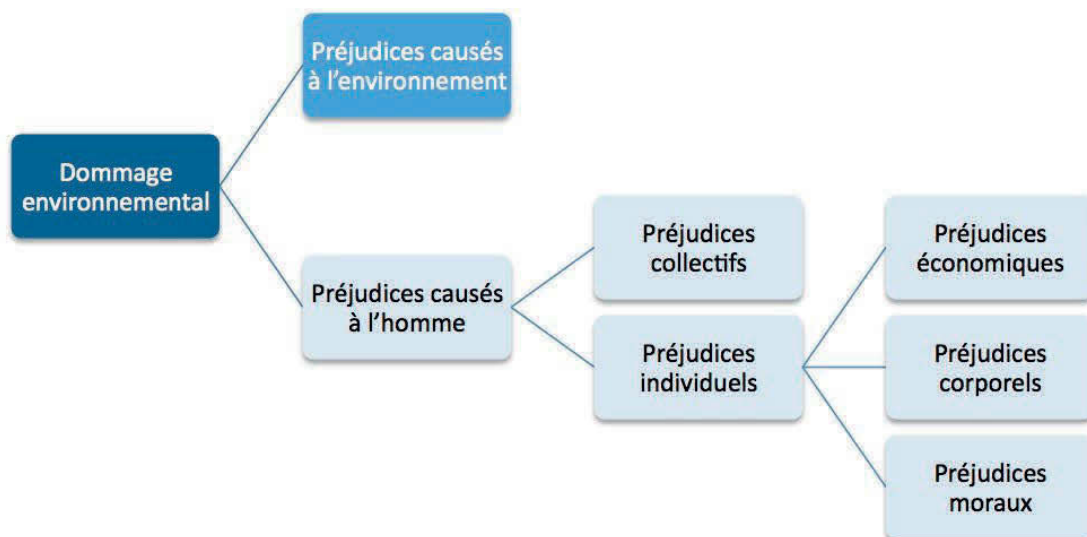 Préjudices causés
à l’environnement
Dommage
environnemental
Préjudices causés
à l’homme
Préjudices
collectifs
Préjudices
individuels
Préjudices
économiques
Préjudices
corporels
Préjudices
moraux